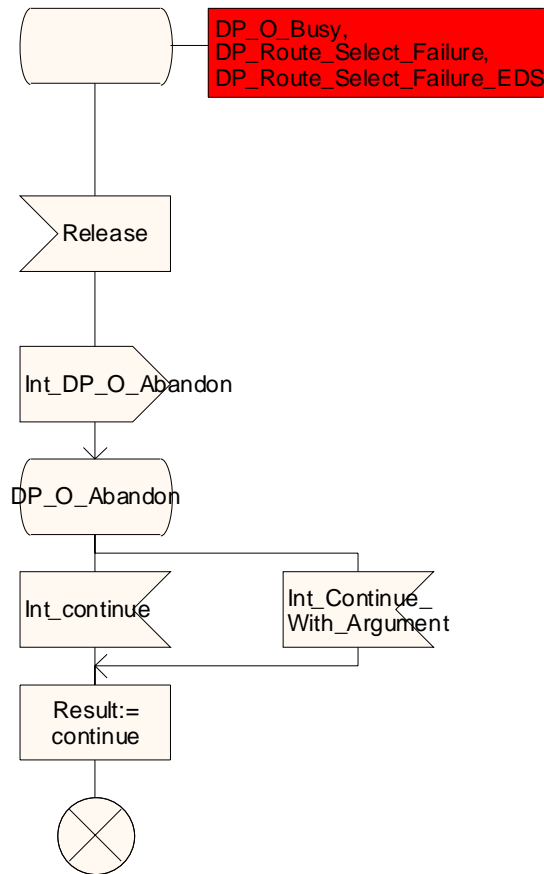 DP_O_Busy,
DP_Route_Select_Failure,
DP_Route_Select_Failure_EDS
Release
Int_DP_O_Abandon
DP_O_Abandon
Int_continue
Int_Continue_
With_Argument
Result:=
continue